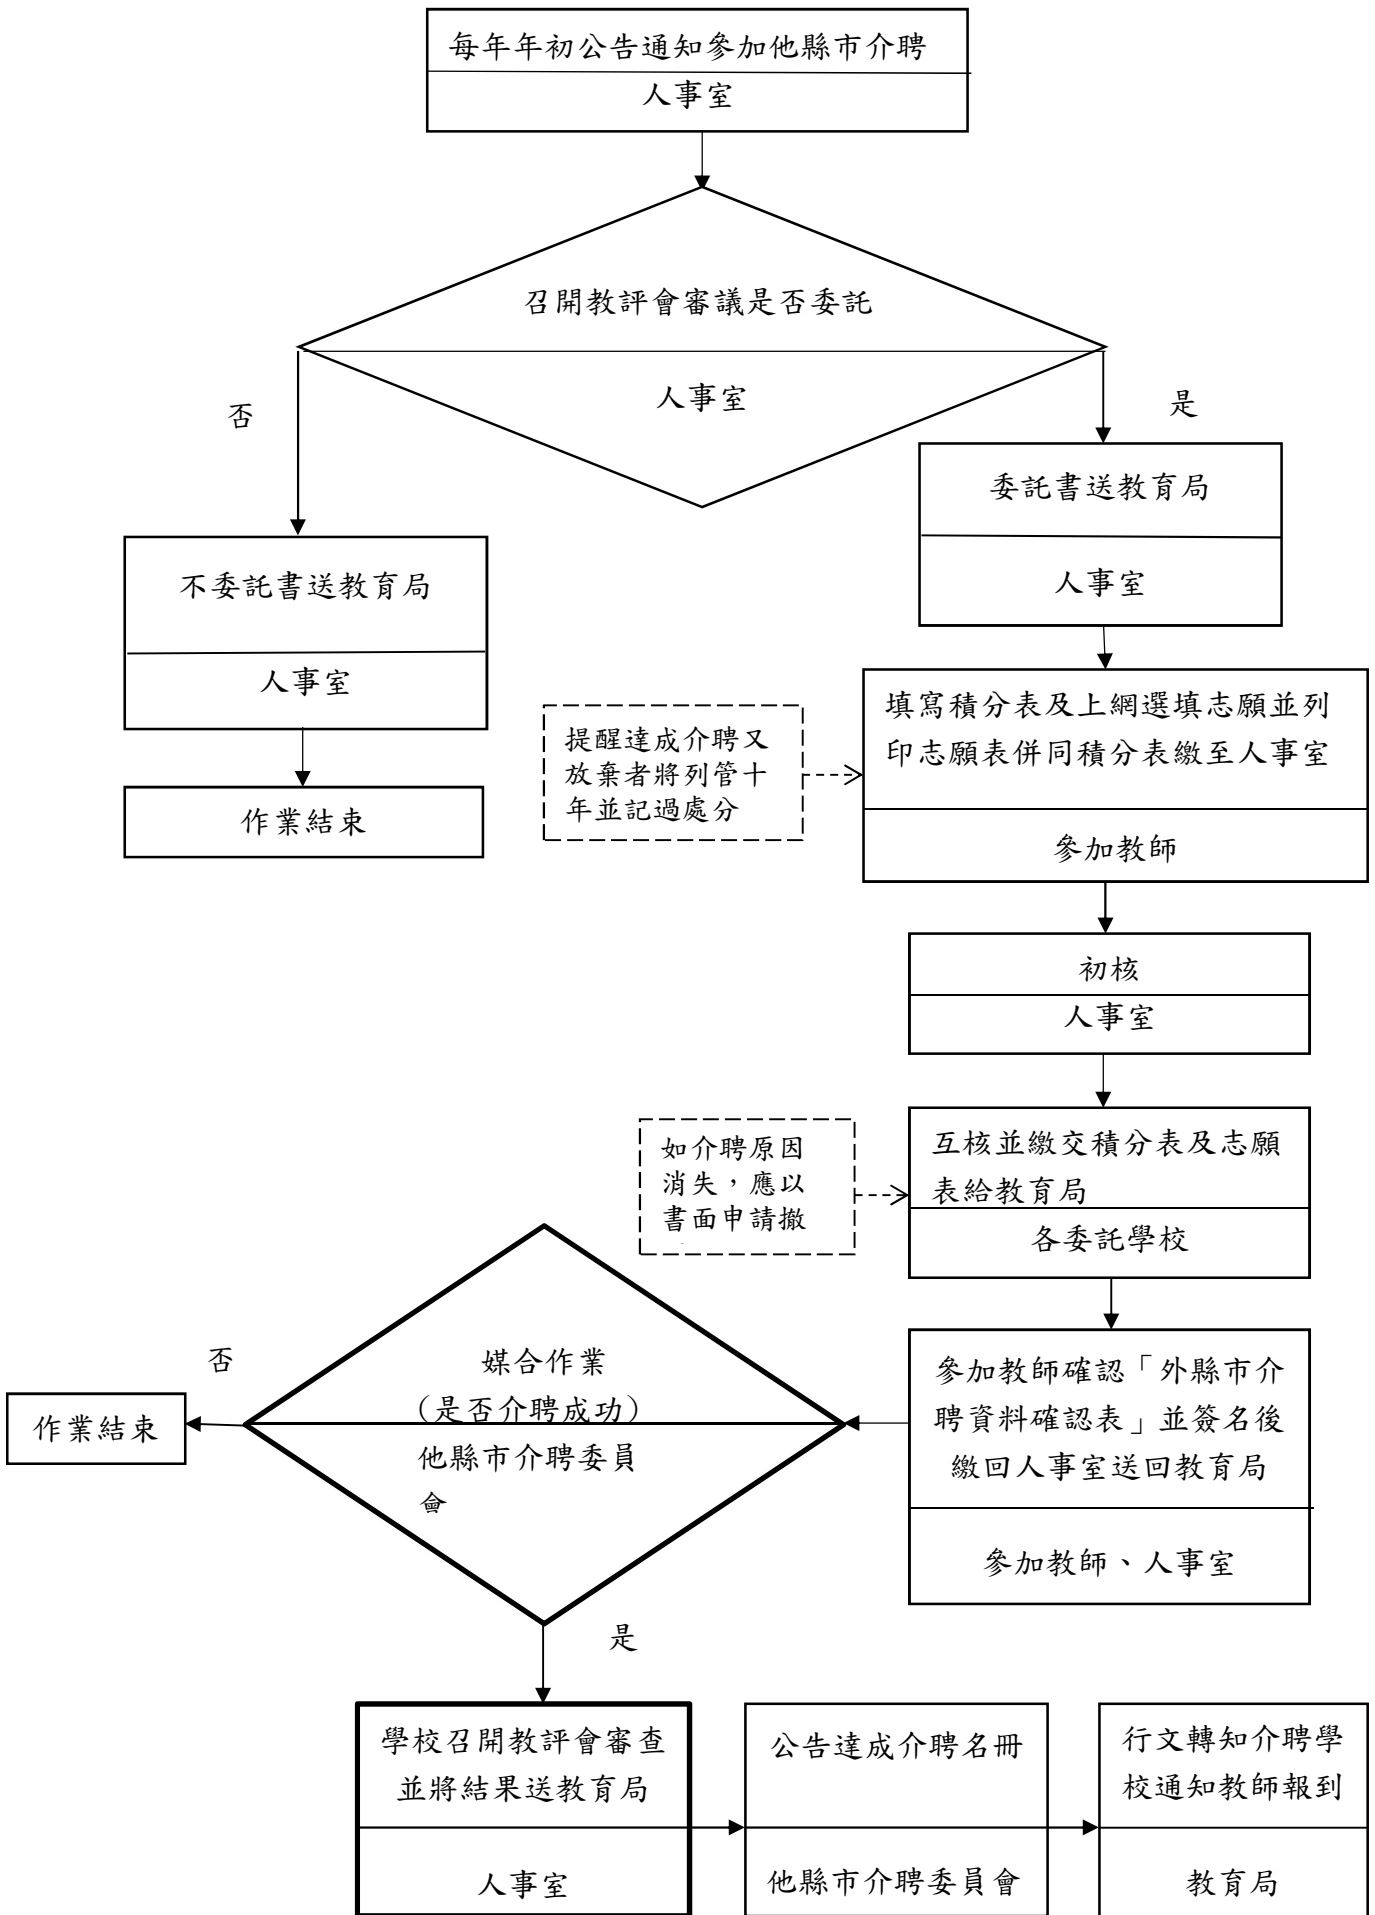 每年年初公告通知參加他縣市介聘
人事室
召開教評會審議是否委託
人事室
否
是
委託書送教育局
人事室
不委託書送教育局
人事室
作業結束
提醒達成介聘又
放棄者將列管十
年並記過處分
填寫積分表及上網選填志願並列
印志願表併同積分表繳至人事室
參加教師
初核
人事室
如介聘原因
消失，應以
書面申請撤
互核並繳交積分表及志願
表給教育局
各委託學校
參加教師確認「外縣市介
聘資料確認表」並簽名後
繳回人事室送回教育局
參加教師、人事室
媒合作業
(是否介聘成功)
他縣市介聘委員
會
否
作業結束
是
學校召開教評會審查
並將結果送教育局
人事室
公告達成介聘名冊
他縣市介聘委員會
行文轉知介聘學
校通知教師報到
教育局